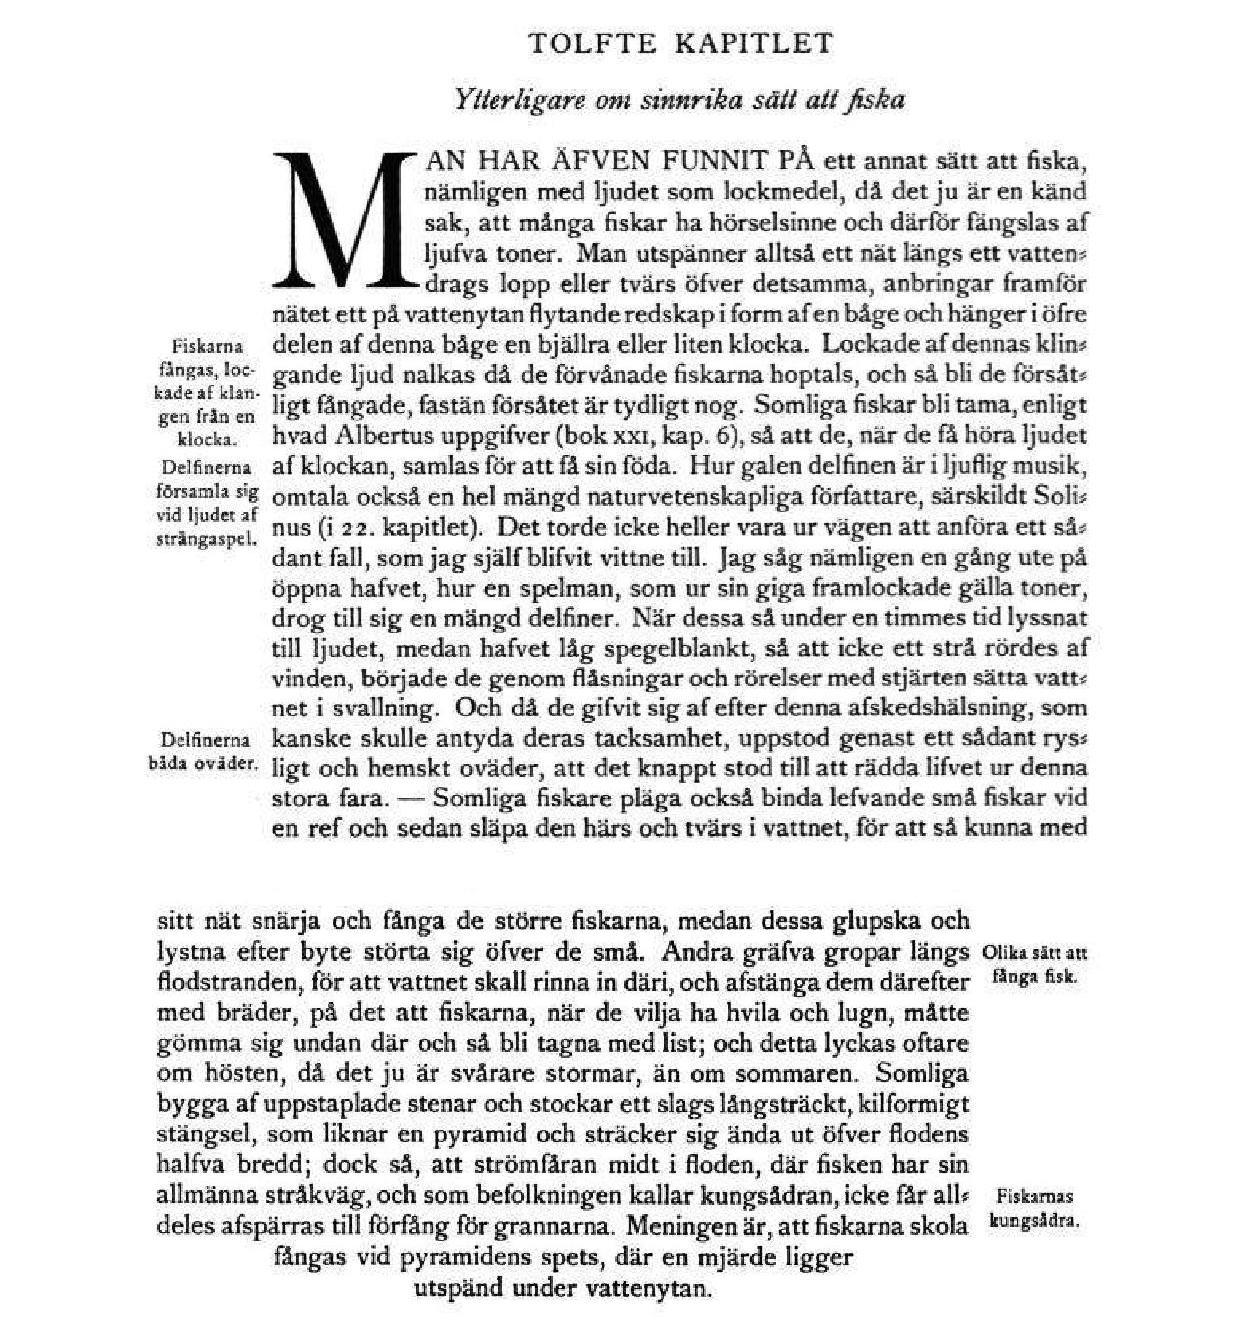 TOLFTE KAPITLET
Ytterligare om sinnrika sätt att fiska
MAN HAR ÄFVEN FUNNIT PÅ ett annat sätt att fiska,
nämligen med ljudet som lockmedel, då det ju är en känd
sak, att många fiskar ha hörselsinne och därför fängslas af
ljufva toner. Man utspänner alltså ett nät längs ett vatten⸗
drags lopp eller tvärs öfver detsamma, anbringar framför
nätet ett på vattenytan flytande redskap i form af en båge och hänger i öfre
delen af denna båge en bjällra eller liten klocka. Lockade af dennas klin⸗
gande ljud nalkas då de förvånade fiskarna hoptals, och så bli de försåt⸗
ligt fångade, fastän försåtet är tydligt nog. Somliga fiskar bli tama, enligt
hvad Albertus uppgifver (bok XXI, kap. 6), så att de, när de få höra ljudet
af klockan, samlas för att få sin föda. Hur galen delfinen är i ljuflig musik,
omtala också en hel mängd naturvetenskapliga författare, särskildt Soli⸗
nus (i 22. kapitlet). Det torde icke heller vara ur vägen att anföra ett så⸗
dant fall, som jag själf blifvit vittne till. Jag såg nämligen en gång ute på
öppna hafvet, hur en spelman, som ur sin giga framlockade gälla toner,
drog till sig en mängd delfiner. När dessa så under en timmes tid lyssnat
till ljudet, medan hafvet låg spegelblankt, så att icke ett strå rördes af
vinden, började de genom flåsningar och rörelser med stjärten sätta vatt⸗
net i svallning. Och då de gifvit sig af efter denna afskedshälsning, som
kanske skulle antyda deras tacksamhet, uppstod genast ett sådant rys⸗
ligt och hemskt oväder, att det knappt stod till att rädda lifvet ur denna
stora fara. — Somliga fiskare pläga också binda lefvande små fiskar vid
en ref och sedan släpa den härs och tvärs i vattnet, för att så kunna med
Fiskarna
fångas, loc-
kade af klan-
gen från en
klocka.
Delfinerna
församla sig
vid ljudet af
strängaspel.
Delfinerna
båda oväder.
sitt nät snärja och fånga de större fiskarna, medan dessa glupska och
lystna efter byte störta sig öfver de små. Andra gräfva gropar längs
flodstranden, för att vattnet skall rinna in däri, och afstänga dem därefter
med bräder, på det att fiskarna, när de vilja ha hvila och lugn, måtte
gömma sig undan där och så bli tagna med list; och detta lyckas oftare
om hösten, då det ju är svårare stormar, än om sommaren. Somliga
bygga af uppstaplade stenar och stockar ett slags långsträckt, kilformigt
stängsel, som liknar en pyramid och sträcker sig ända ut öfver flodens
halfva bredd; dock så, att strömfåran midt i floden, där fisken har sin
allmänna stråkväg, och som befolkningen kallar kungsådran, icke får all⸗
deles afspärras till förfång för grannarna. Meningen är, att fiskarna skola
fångas vid pyramidens spets, där en mjärde ligger
utspänd under vattenytan.
Olika sätt att
fånga fisk.
Fiskarnas
kungsådra.